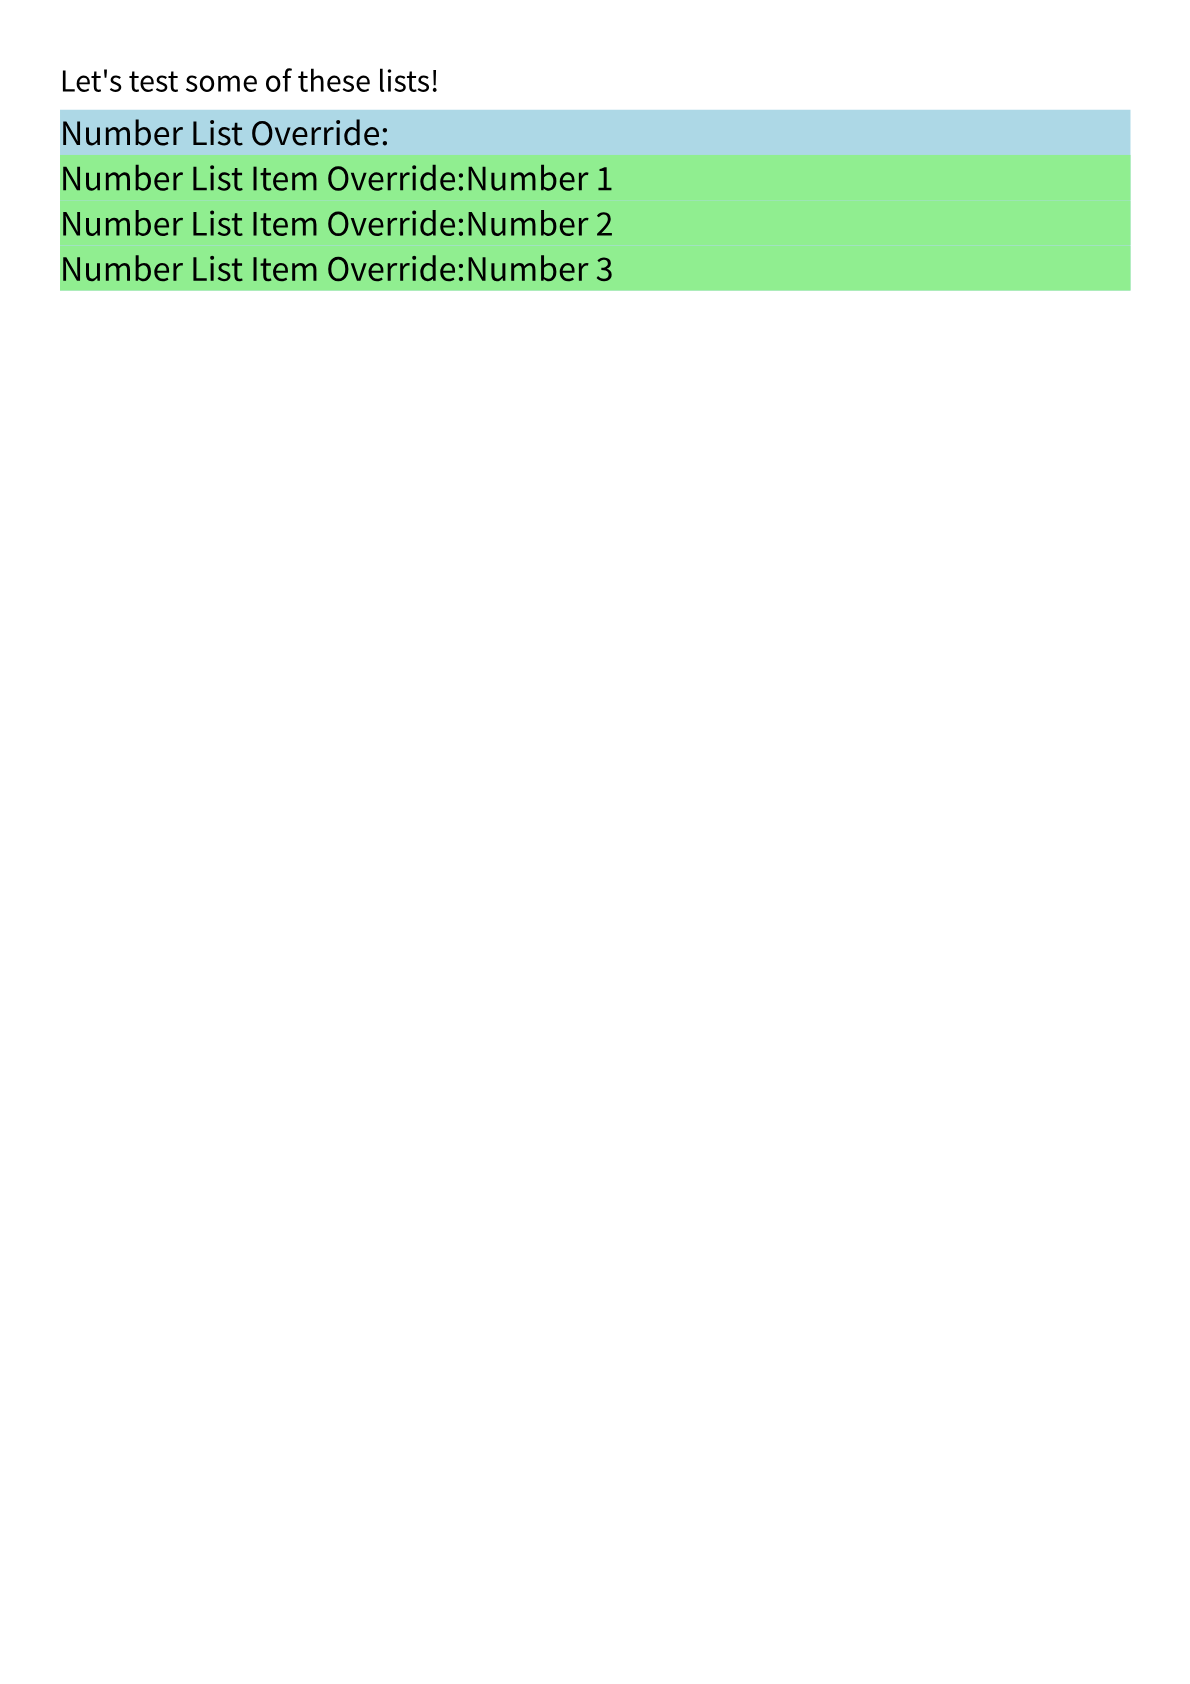 Let's test some of these lists!
Number List Override:
Number List Item Override:Number 1
Number List Item Override:Number 2
Number List Item Override:Number 3